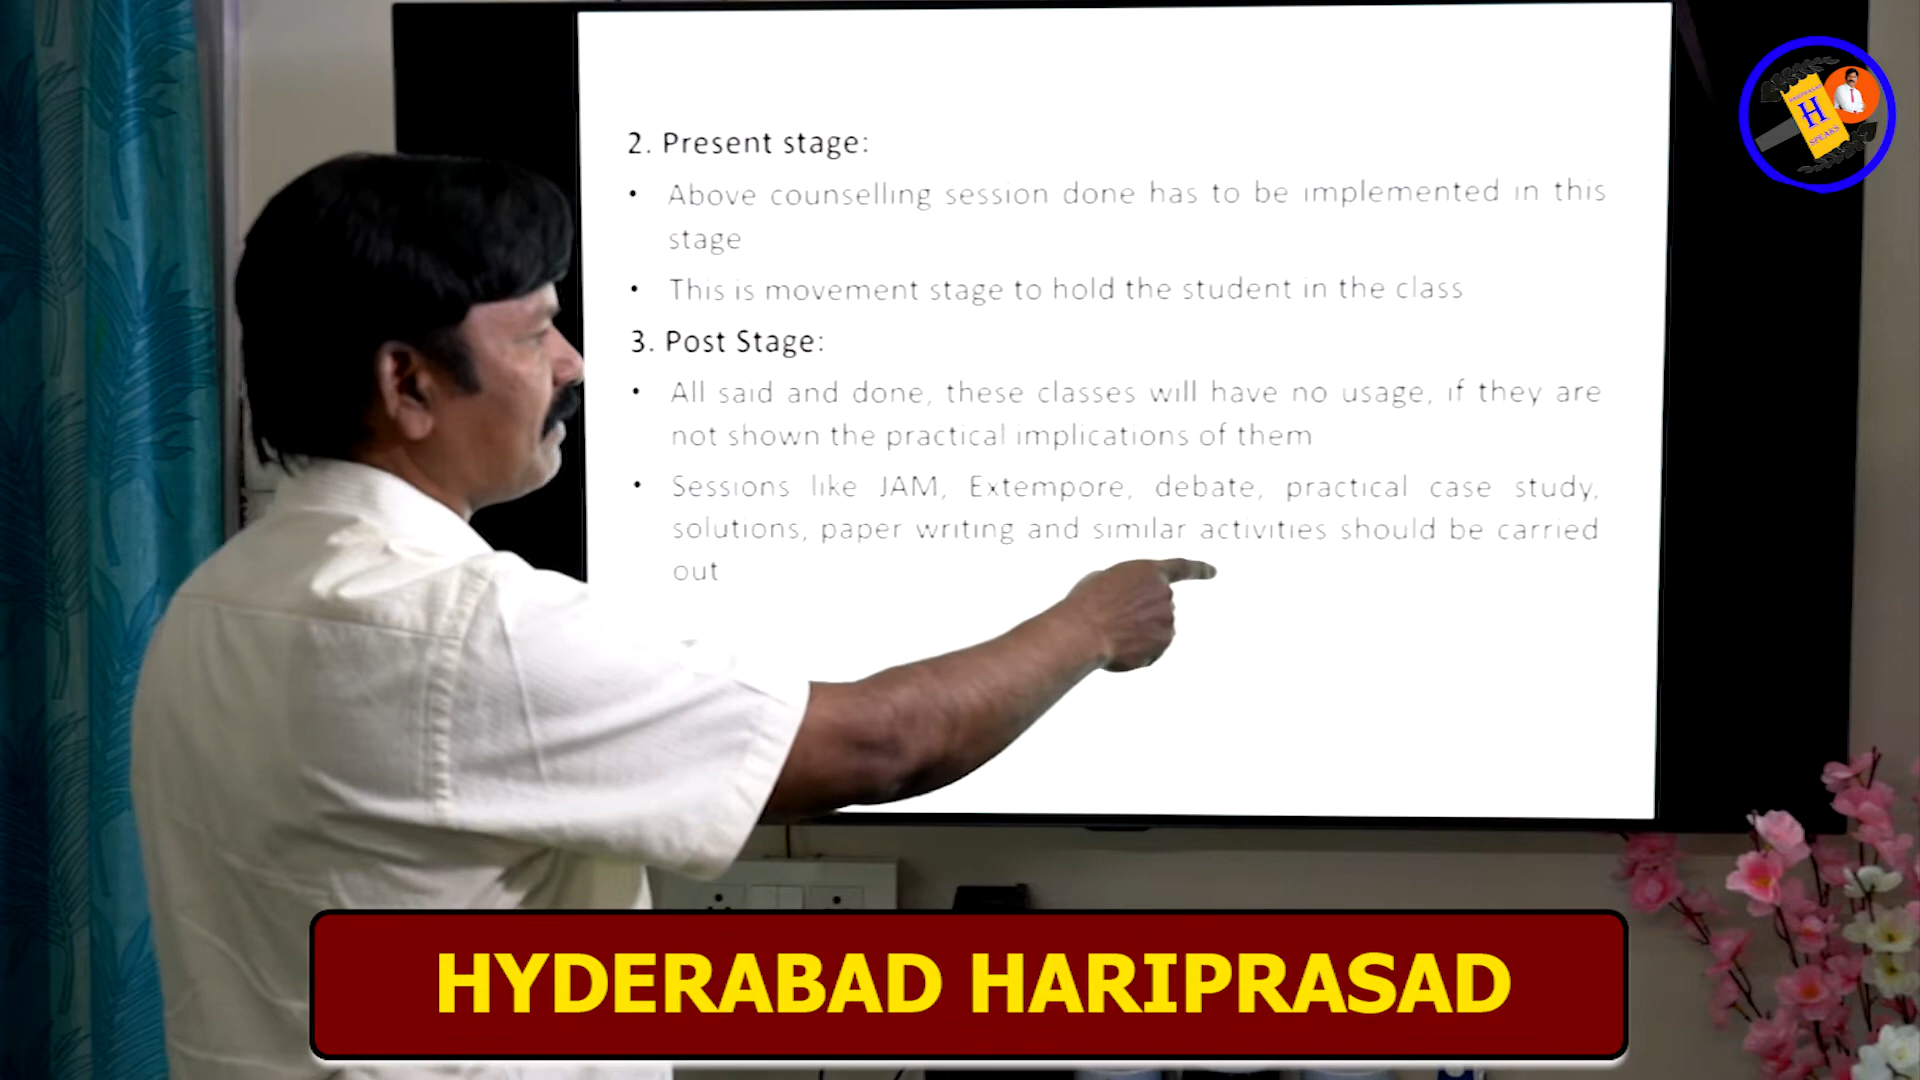 2. Present stage:
• Above counselling session done has to be implemented in this
stage
• This is movement stage to hold the student in the class
3. Post Stage:
• All said and done, these classes will have no usage, if they are
not shown the practical implications of them
• Sessions like JAM, Extempore, debate, practical case study,
solutions, paper writing and similar activities should be carried
out
H
SPEAKS
HYDERABAD HARIPRASAD